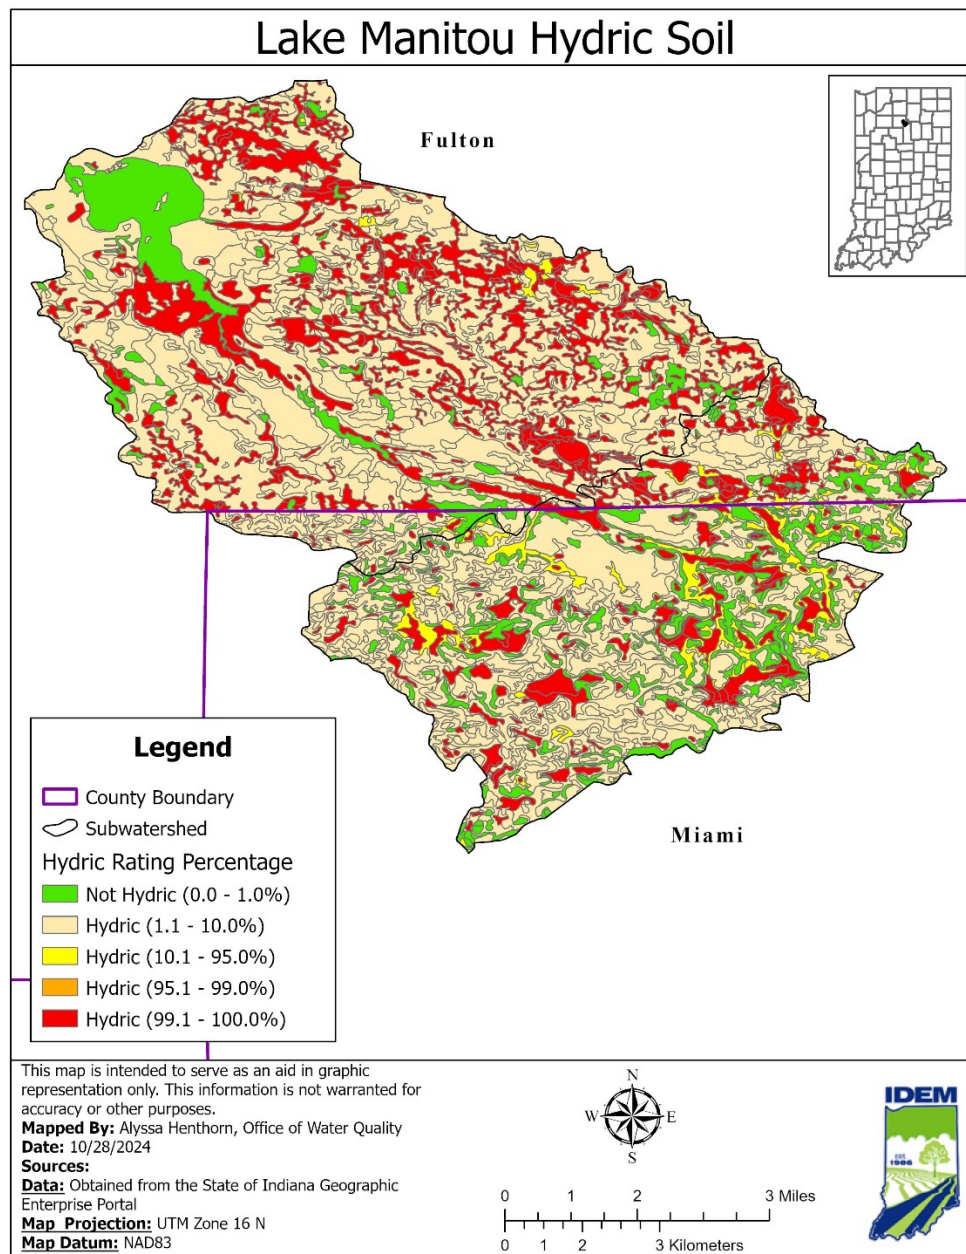 Lake Manitou Hydric Soil
Fulton
Miami
Legend
County Boundary
Subwatershed
Hydric Rating Percentage
Not Hydric (0.0 - 1.0%)
Hydric (1.1 - 10.0%)
Hydric (10.1 - 95.0%)
Hydric (95.1 - 99.0%)
Hydric (99.1 - 100.0%)
This map is intended to serve as an aid in graphic
representation only. This information is not warranted for
accuracy or other purposes.
Mapped By: Alyssa Henthorn, Office of Water Quality
Date: 10/28/2024
Sources:
Data: Obtained from the State of Indiana Geographic
Enterprise Portal
Map Projection: UTM Zone 16 N
Map Datum: NAD83
N
W E
S
0 1 2 3 Miles
0 1 2 3 Kilometers
IDEM
est.
1986